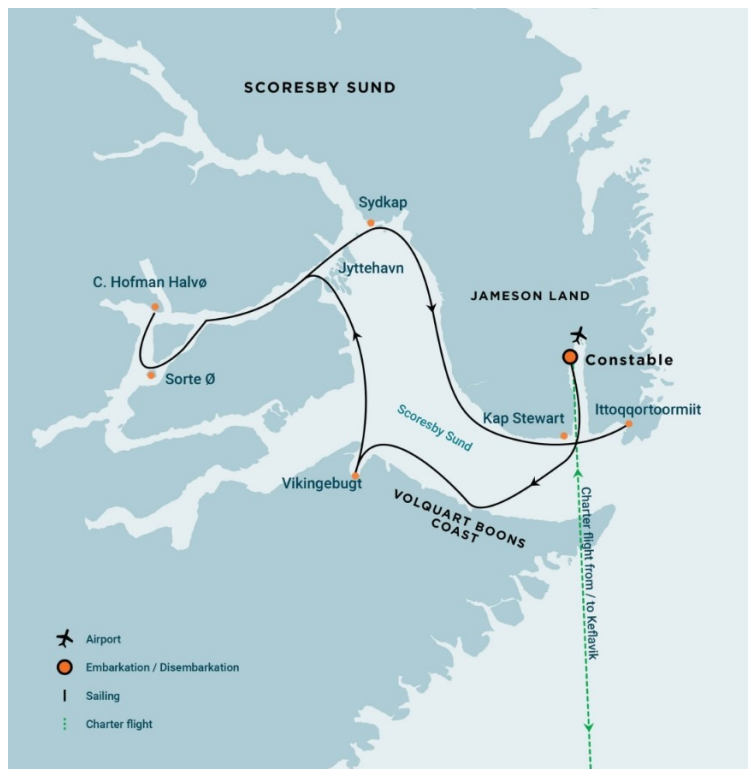 SCORESBY SUND
Sydkap
Jyttehavn
C. Hofman Halvø
JAMESON LAND
Constable
Sorte Ø
Scoresby Sund
Kap Stewart
Ittoqqortoormiit
Vikingebugt
VOLQUART BOONS
COAST
Charter flight from / to Keflavik
Airport
Embarkation / Disembarkation
Sailing
Charter flight